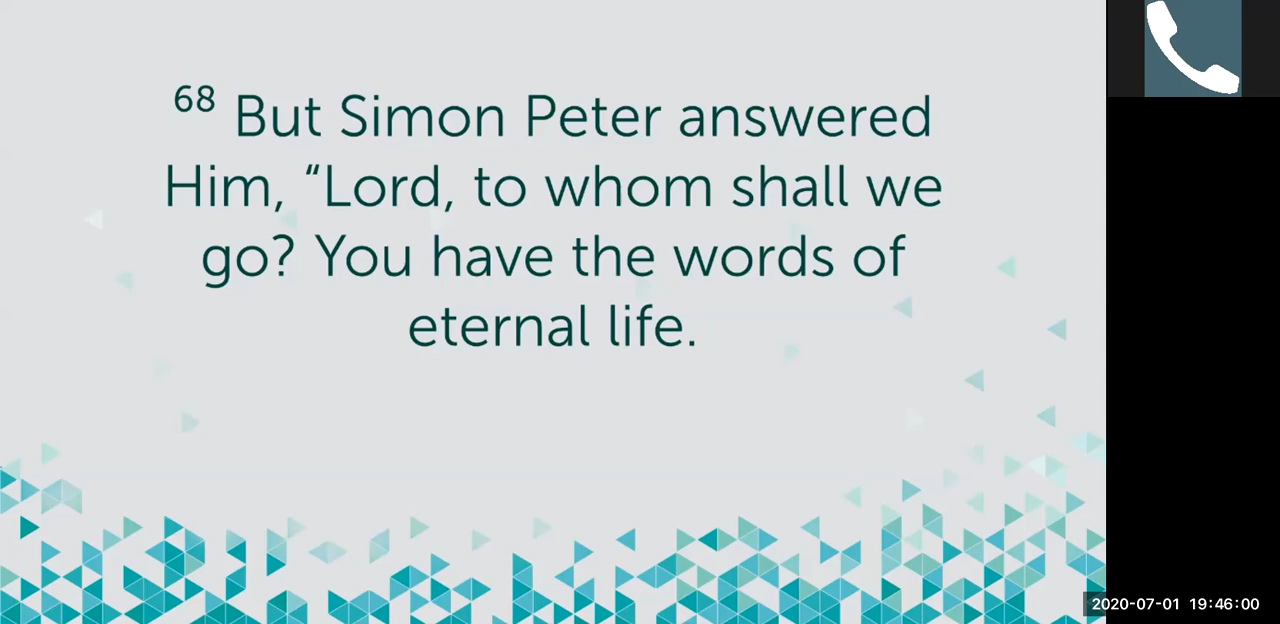 68 But Simon Peter answered
Him, “Lord, to whom shall we
go? You have the words of
eternal life.
2020-07-01 19:46:00